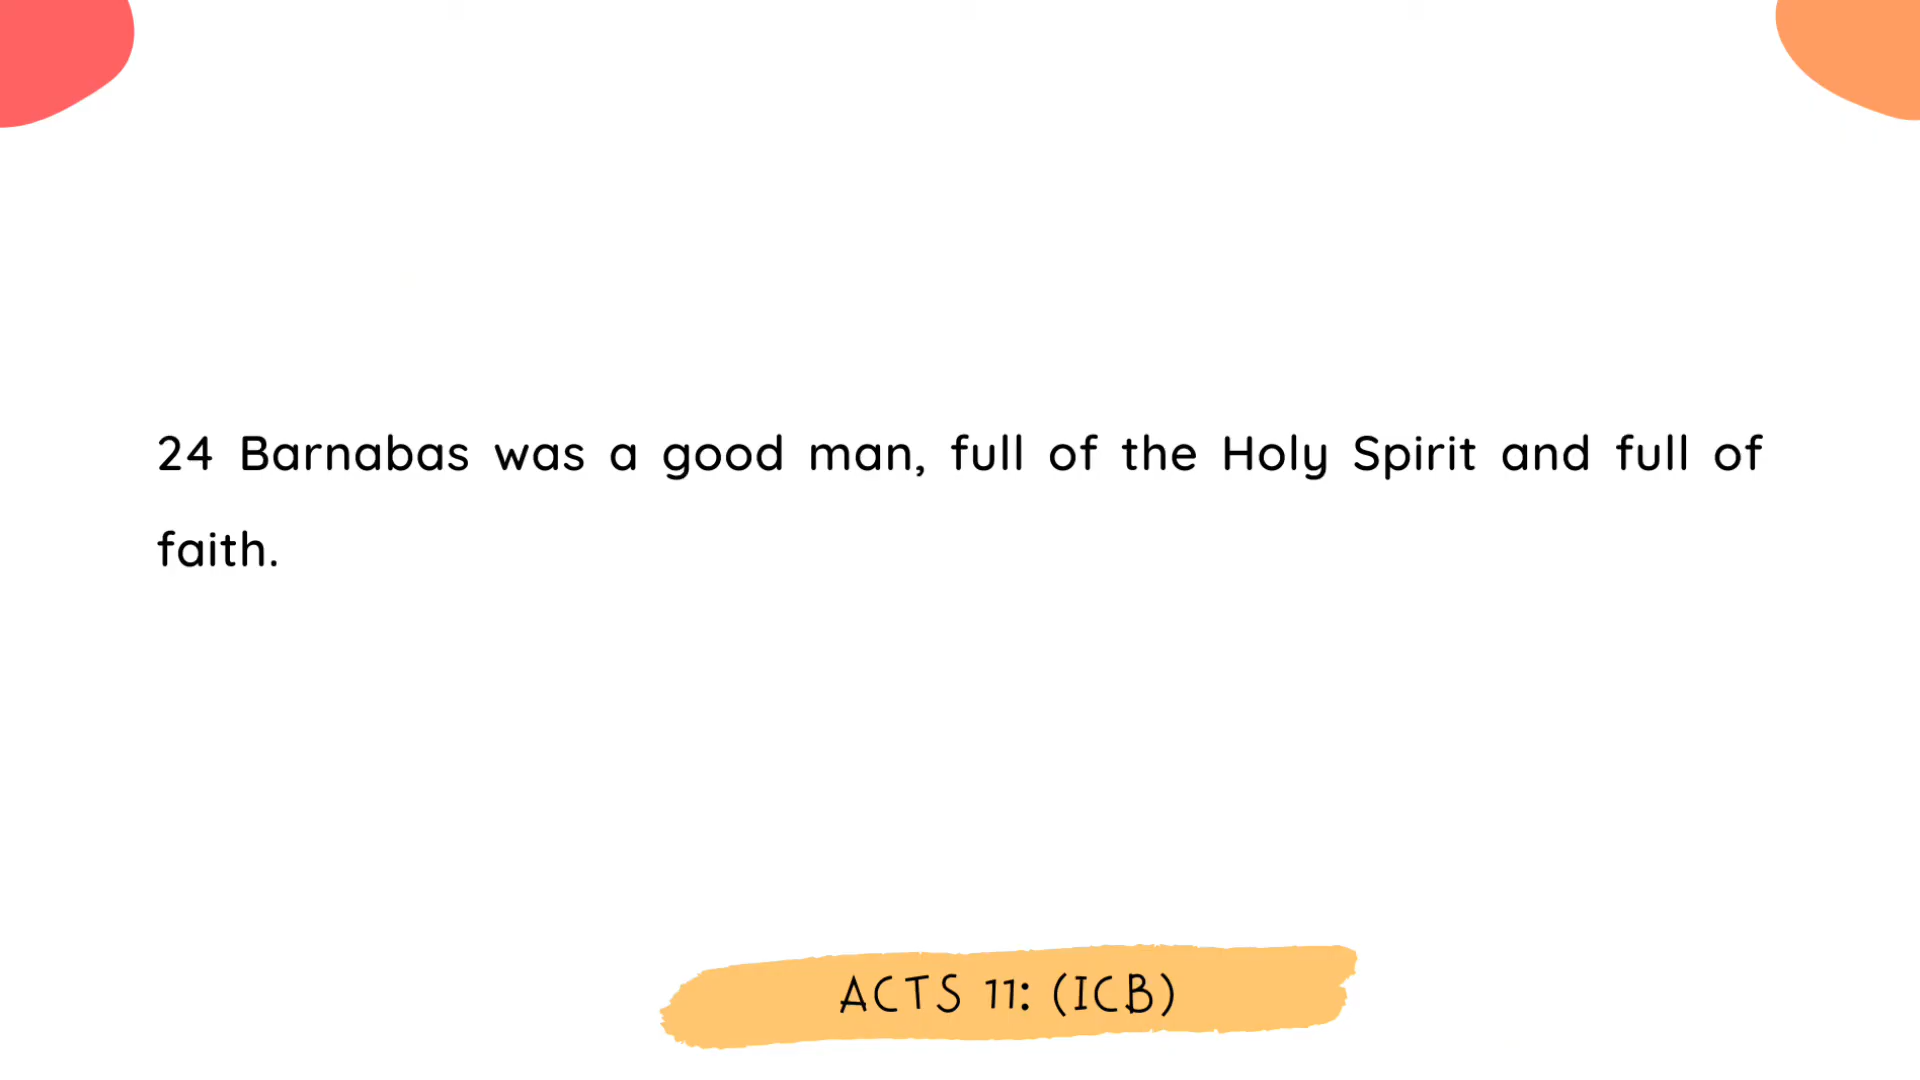 24 Barnabas was a good man, full of the Holy Spirit and full of
faith.
ACTS 11: (ICB)